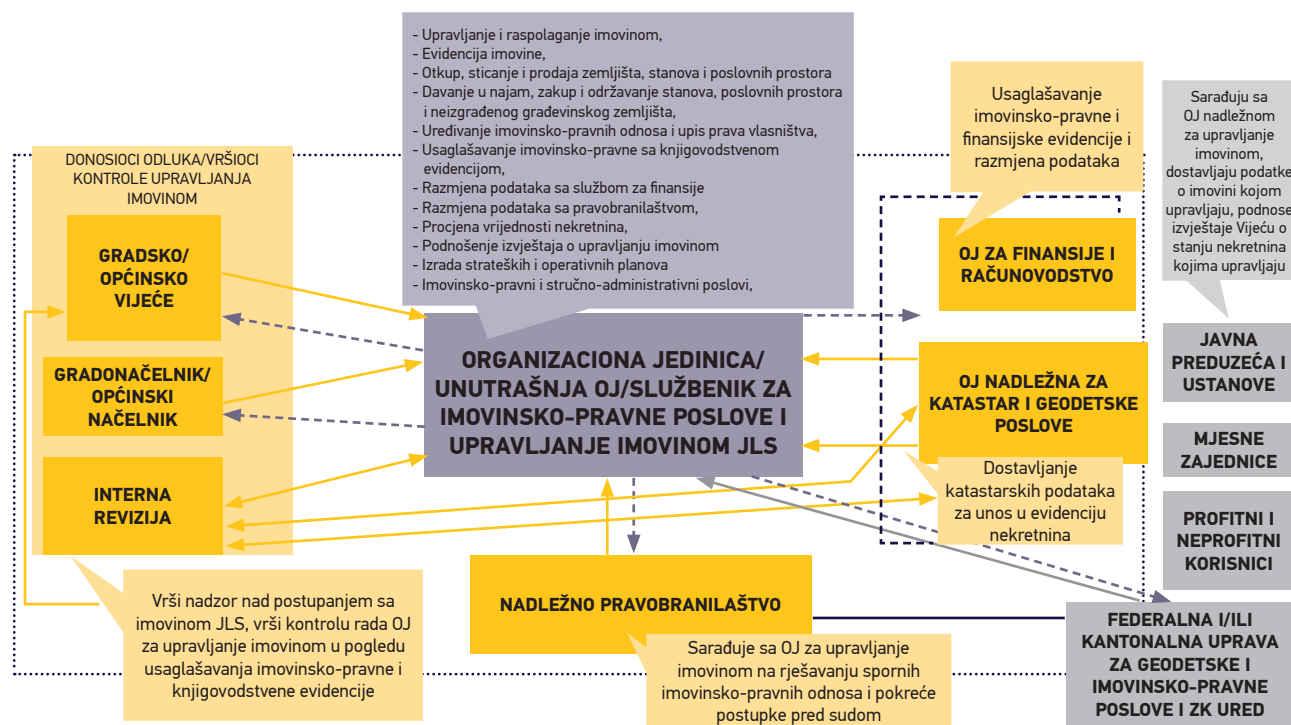 - Upravljanje i raspolaganje imovinom,
- Evidencija imovine,
- Otkup, sticanje i prodaja zemljišta, stanova i poslovnih prostora
- Davanje u najam, zakup i održavanje stanova, poslovnih prostora
i neizgrađenog građevinskog zemljišta,
- Uređivanje imovinsko-pravnih odnosa i upis prava vlasništva,
- Usaglašavanje imovinsko-pravne sa knjigovodstvenom
evidencijom,
- Razmjena podataka sa službom za finansije
- Razmjena podataka sa pravobranilaštvom,
- Procjena vrijednosti nekretnina,
- Podnošenje izvještaja o upravljanju imovinom
- Izrada strateških i operativnih planova
- Imovinsko-pravni i stručno-administrativni poslovi,
DONOSIOCI ODLUKA/VRŠIOCI
KONTROLE UPRAVLJANJA
IMOVINOM
GRADSKO/
OPĆINSKO
VIJEĆE
GRADONAČELNIK/
OPĆINSKI
NAČELNIK
INTERNA
REVIZIJA
Vrši nadzor nad postupanjem sa
imovinom JLS, vrši kontrolu rada OJ
za upravljanje imovinom u pogledu
usaglašavanja imovinsko-pravne i
knjigovodstvene evidencije
ORGANIZACIONA JEDINICA/
UNUTRAŠNJA OJ/SLUŽBENIK ZA
IMOVINSKO-PRAVNE POSLOVE I
UPRAVLJANJE IMOVINOM JLS
NADLEŽNO PRAVOBRANILAŠTVO
Sarađuje sa OJ za upravljanje
imovinom na rješavanju spornih
imovinsko-pravnih odnosa i pokreće
postupke pred sudom
Usaglašavanje
imovinsko-pravne i
finansijske evidencije i
razmjena podataka
OJ ZA FINANSIJE I
RAČUNOVODSTVO
OJ NADLEŽNA ZA
KATASTAR I GEODETSKE
POSLOVE
Dostavljanje
katastarskih podataka
za unos u evidenciju
nekretnina
Sarađuju sa
OJ nadležnom
za upravljanje
imovinom,
dostavljaju podatke
o imovini kojom
upravljaju, podnose
izvještaje Vijeću o
stanju nekretnina
kojima upravljaju
JAVNA
PREDUZEĆA I
USTANOVE
MJESNE
ZAJEDNICE
PROFITNI I
NEPROFITNI
KORISNICI
FEDERALNA I/ILI
KANTONALNA UPRAVA
ZA GEODETSKE I
IMOVINSKO-PRAVNE
POSLOVE I ZK URED